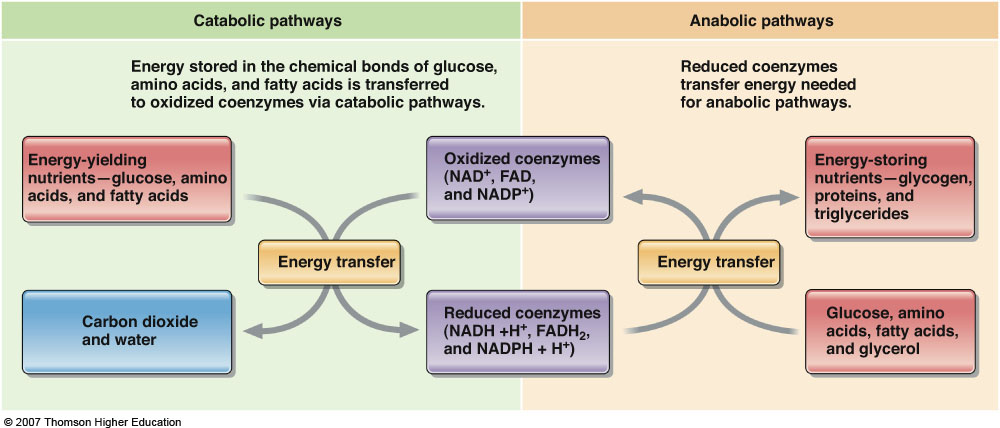 Catabolic pathways
Anabolic pathways
Energy stored in the chemical bonds of glucose,
amino acids, and fatty acids is transferred
to oxidized coenzymes via catabolic pathways.
Reduced coenzymes
transfer energy needed
for anabolic pathways.
Energy-yielding
nutrients—glucose, amino
acids, and fatty acids
Oxidized coenzymes
(NAD⁺, FAD,
and NADP⁺)
Energy-storing
nutrients—glycogen,
proteins, and
triglycerides
Energy transfer
Energy transfer
Carbon dioxide
and water
Reduced coenzymes
(NADH +H⁺, FADH₂,
and NADPH + H⁺)
Glucose, amino
acids, fatty acids,
and glycerol
© 2007 Thomson Higher Education